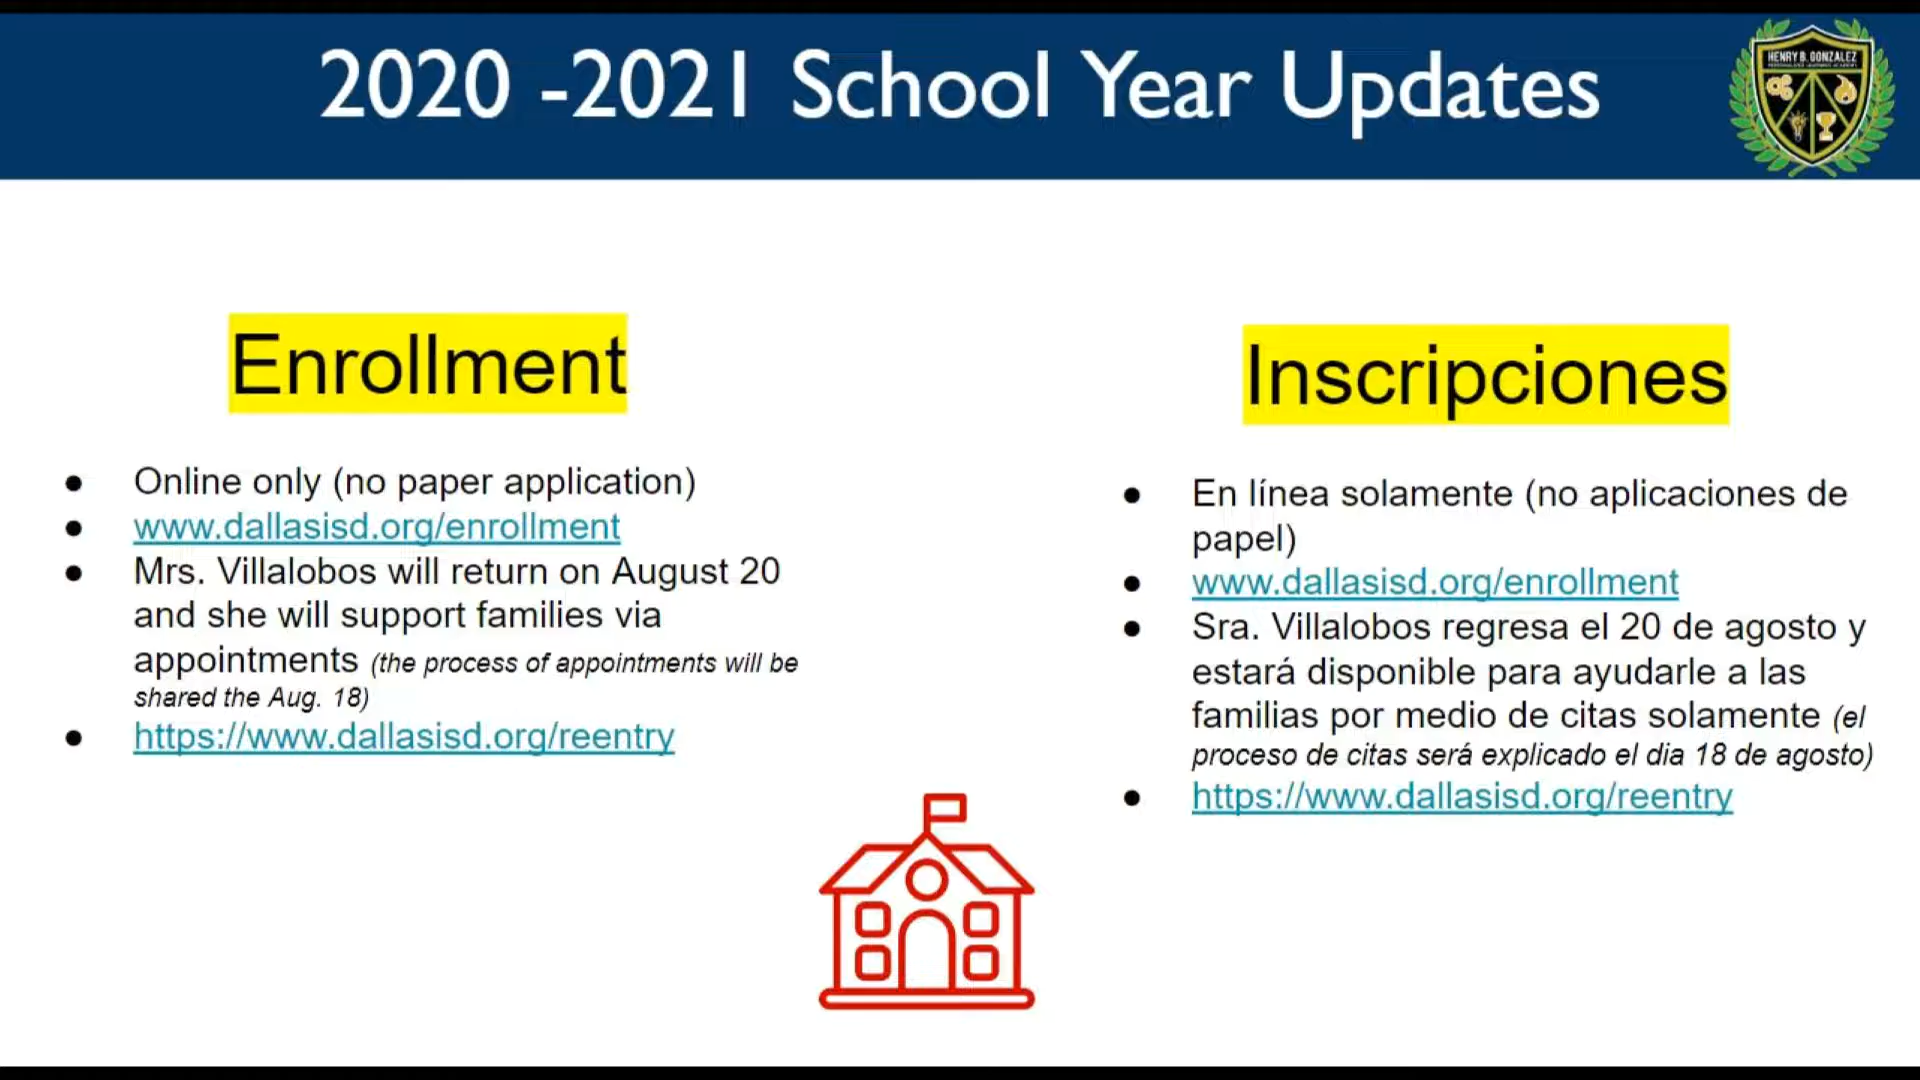 2020 -2021 School Year Updates
HENRY B. GONZALEZ
Enrollment
● Online only (no paper application)
● www.dallasisd.org/enrollment
● Mrs. Villalobos will return on August 20
and she will support families via
appointments (the process of appointments will be
shared the Aug. 18)
● https://www.dallasisd.org/reentry
Inscripciones
● En línea solamente (no aplicaciones de
papel)
● www.dallasisd.org/enrollment
● Sra. Villalobos regresa el 20 de agosto y
estará disponible para ayudarle a las
familias por medio de citas solamente (el
proceso de citas será explicado el dia 18 de agosto)
● https://www.dallasisd.org/reentry